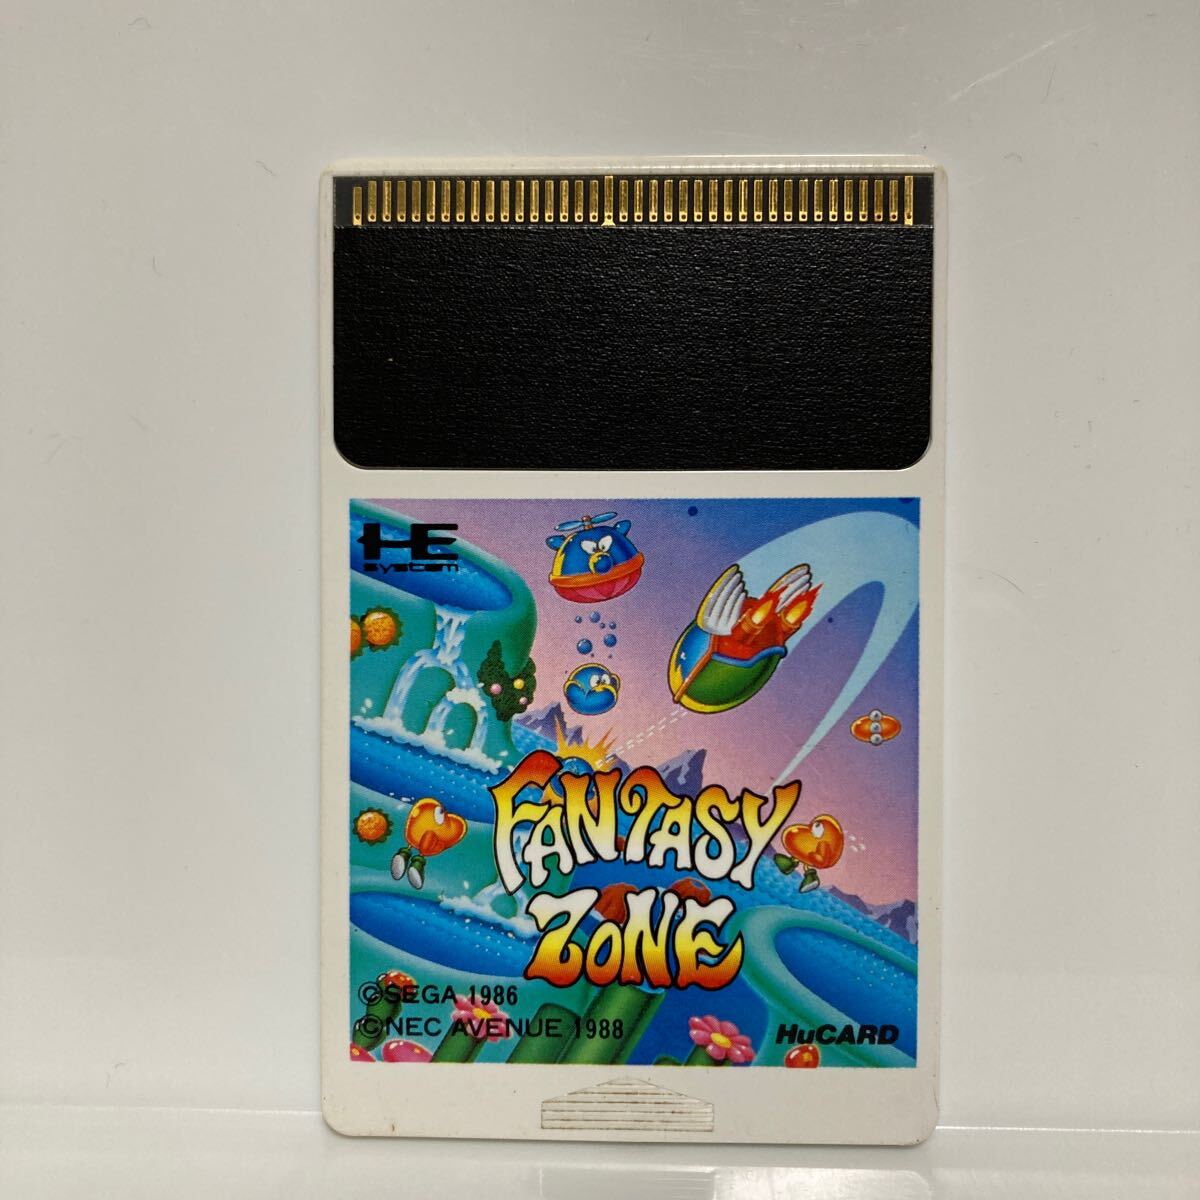 HE
system
FANTASY
ZONE
©SEGA 1986
©NEC AVENUE 1988
HuCARD